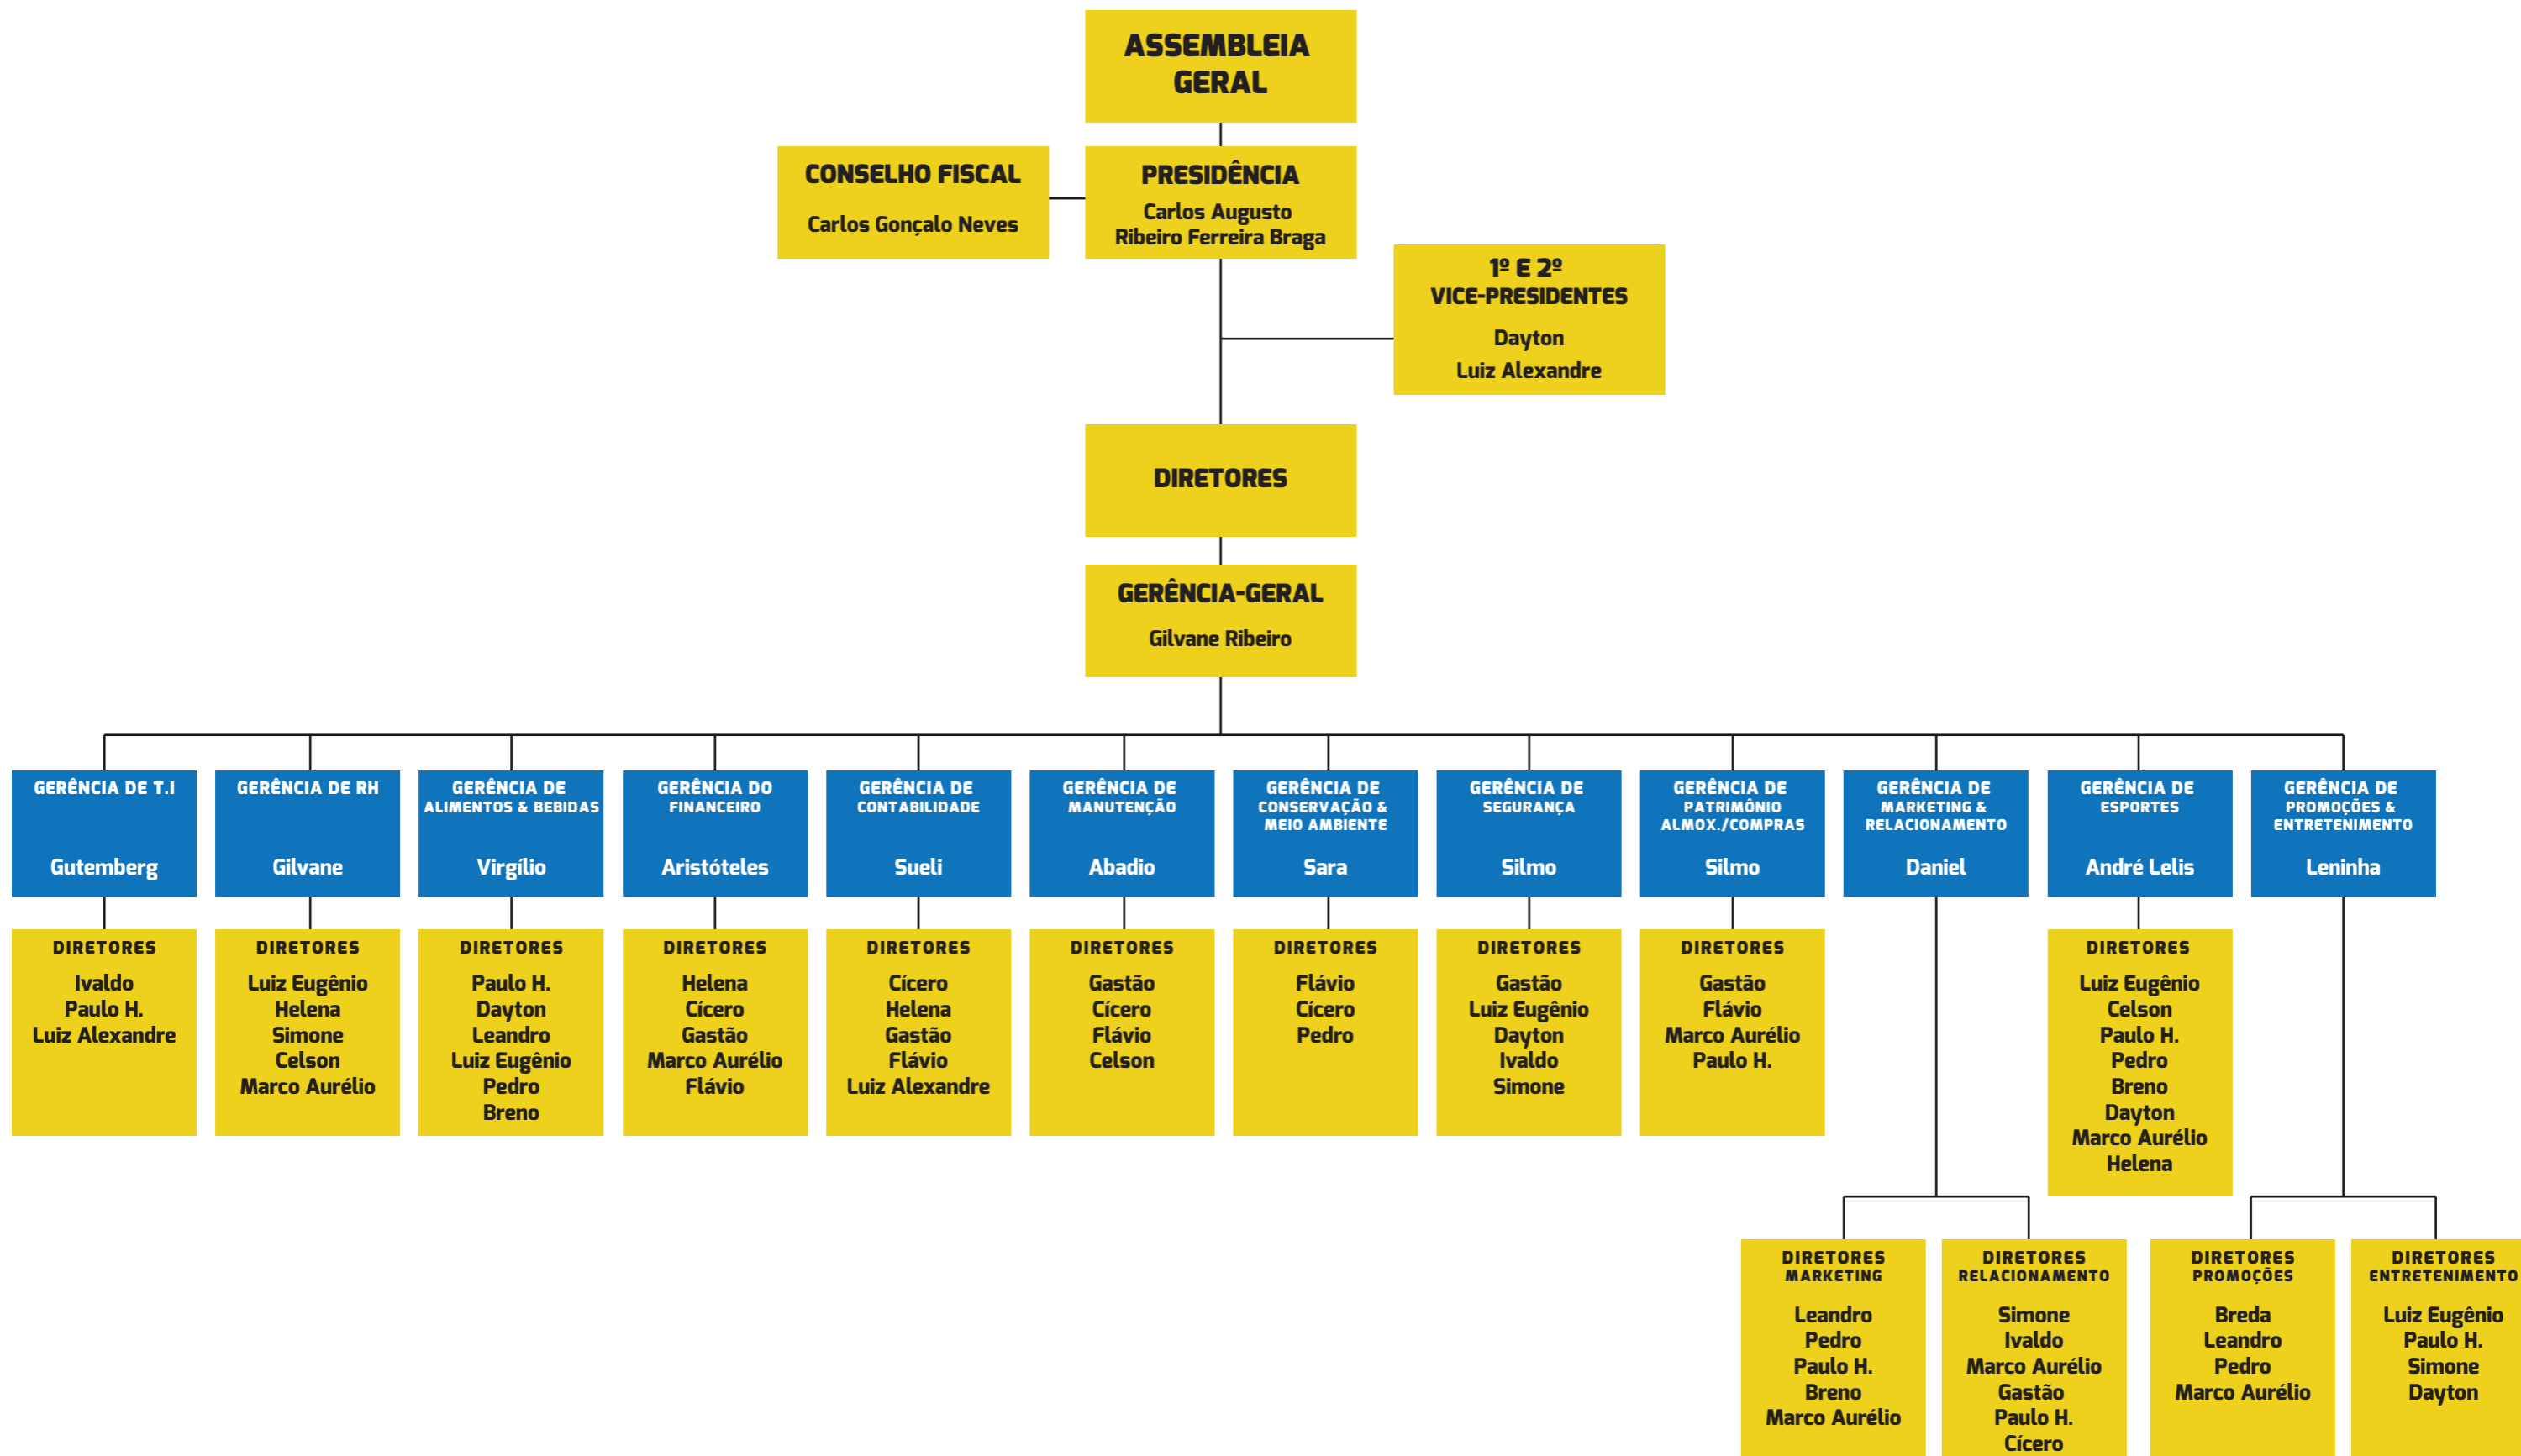 ASSEMBLEIA
GERAL
CONSELHO FISCAL
Carlos Gonçalo Neves
PRESIDÊNCIA
Carlos Augusto
Ribeiro Ferreira Braga
1º E 2º
VICE-PRESIDENTES
Dayton
Luiz Alexandre
DIRETORES
GERÊNCIA-GERAL
Gilvane Ribeiro
GERÊNCIA DE T.I
Gutemberg
DIRETORES
Ivaldo
Paulo H.
Luiz Alexandre
GERÊNCIA DE RH
Gilvane
DIRETORES
Luiz Eugênio
Helena
Simone
Celson
Marco Aurélio
GERÊNCIA DE
ALIMENTOS & BEBIDAS
Virgílio
DIRETORES
Paulo H.
Dayton
Leandro
Luiz Eugênio
Pedro
Breno
GERÊNCIA DO
FINANCEIRO
Aristóteles
DIRETORES
Helena
Cícero
Gastão
Marco Aurélio
Flávio
GERÊNCIA DE
CONTABILIDADE
Sueli
DIRETORES
Cícero
Helena
Gastão
Flávio
Luiz Alexandre
GERÊNCIA DE
MANUTENÇÃO
Abadio
DIRETORES
Gastão
Cícero
Flávio
Celson
GERÊNCIA DE
CONSERVAÇÃO &
MEIO AMBIENTE
Sara
DIRETORES
Flávio
Cícero
Pedro
GERÊNCIA DE
SEGURANÇA
Silmo
DIRETORES
Gastão
Luiz Eugênio
Dayton
Ivaldo
Simone
GERÊNCIA DE
PATRIMÔNIO
ALMOX./COMPRAS
Silmo
DIRETORES
Gastão
Flávio
Marco Aurélio
Paulo H.
GERÊNCIA DE
MARKETING &
RELACIONAMENTO
Daniel
DIRETORES
MARKETING
Leandro
Pedro
Paulo H.
Breno
Marco Aurélio
DIRETORES
RELACIONAMENTO
Simone
Ivaldo
Marco Aurélio
Gastão
Paulo H.
Cícero
GERÊNCIA DE
ESPORTES
André Lelis
DIRETORES
Luiz Eugênio
Celson
Paulo H.
Pedro
Breno
Dayton
Marco Aurélio
Helena
GERÊNCIA DE
PROMOÇÕES &
ENTRETENIMENTO
Leninha
DIRETORES
PROMOÇÕES
Breda
Leandro
Pedro
Marco Aurélio
DIRETORES
ENTRETENIMENTO
Luiz Eugênio
Paulo H.
Simone
Dayton